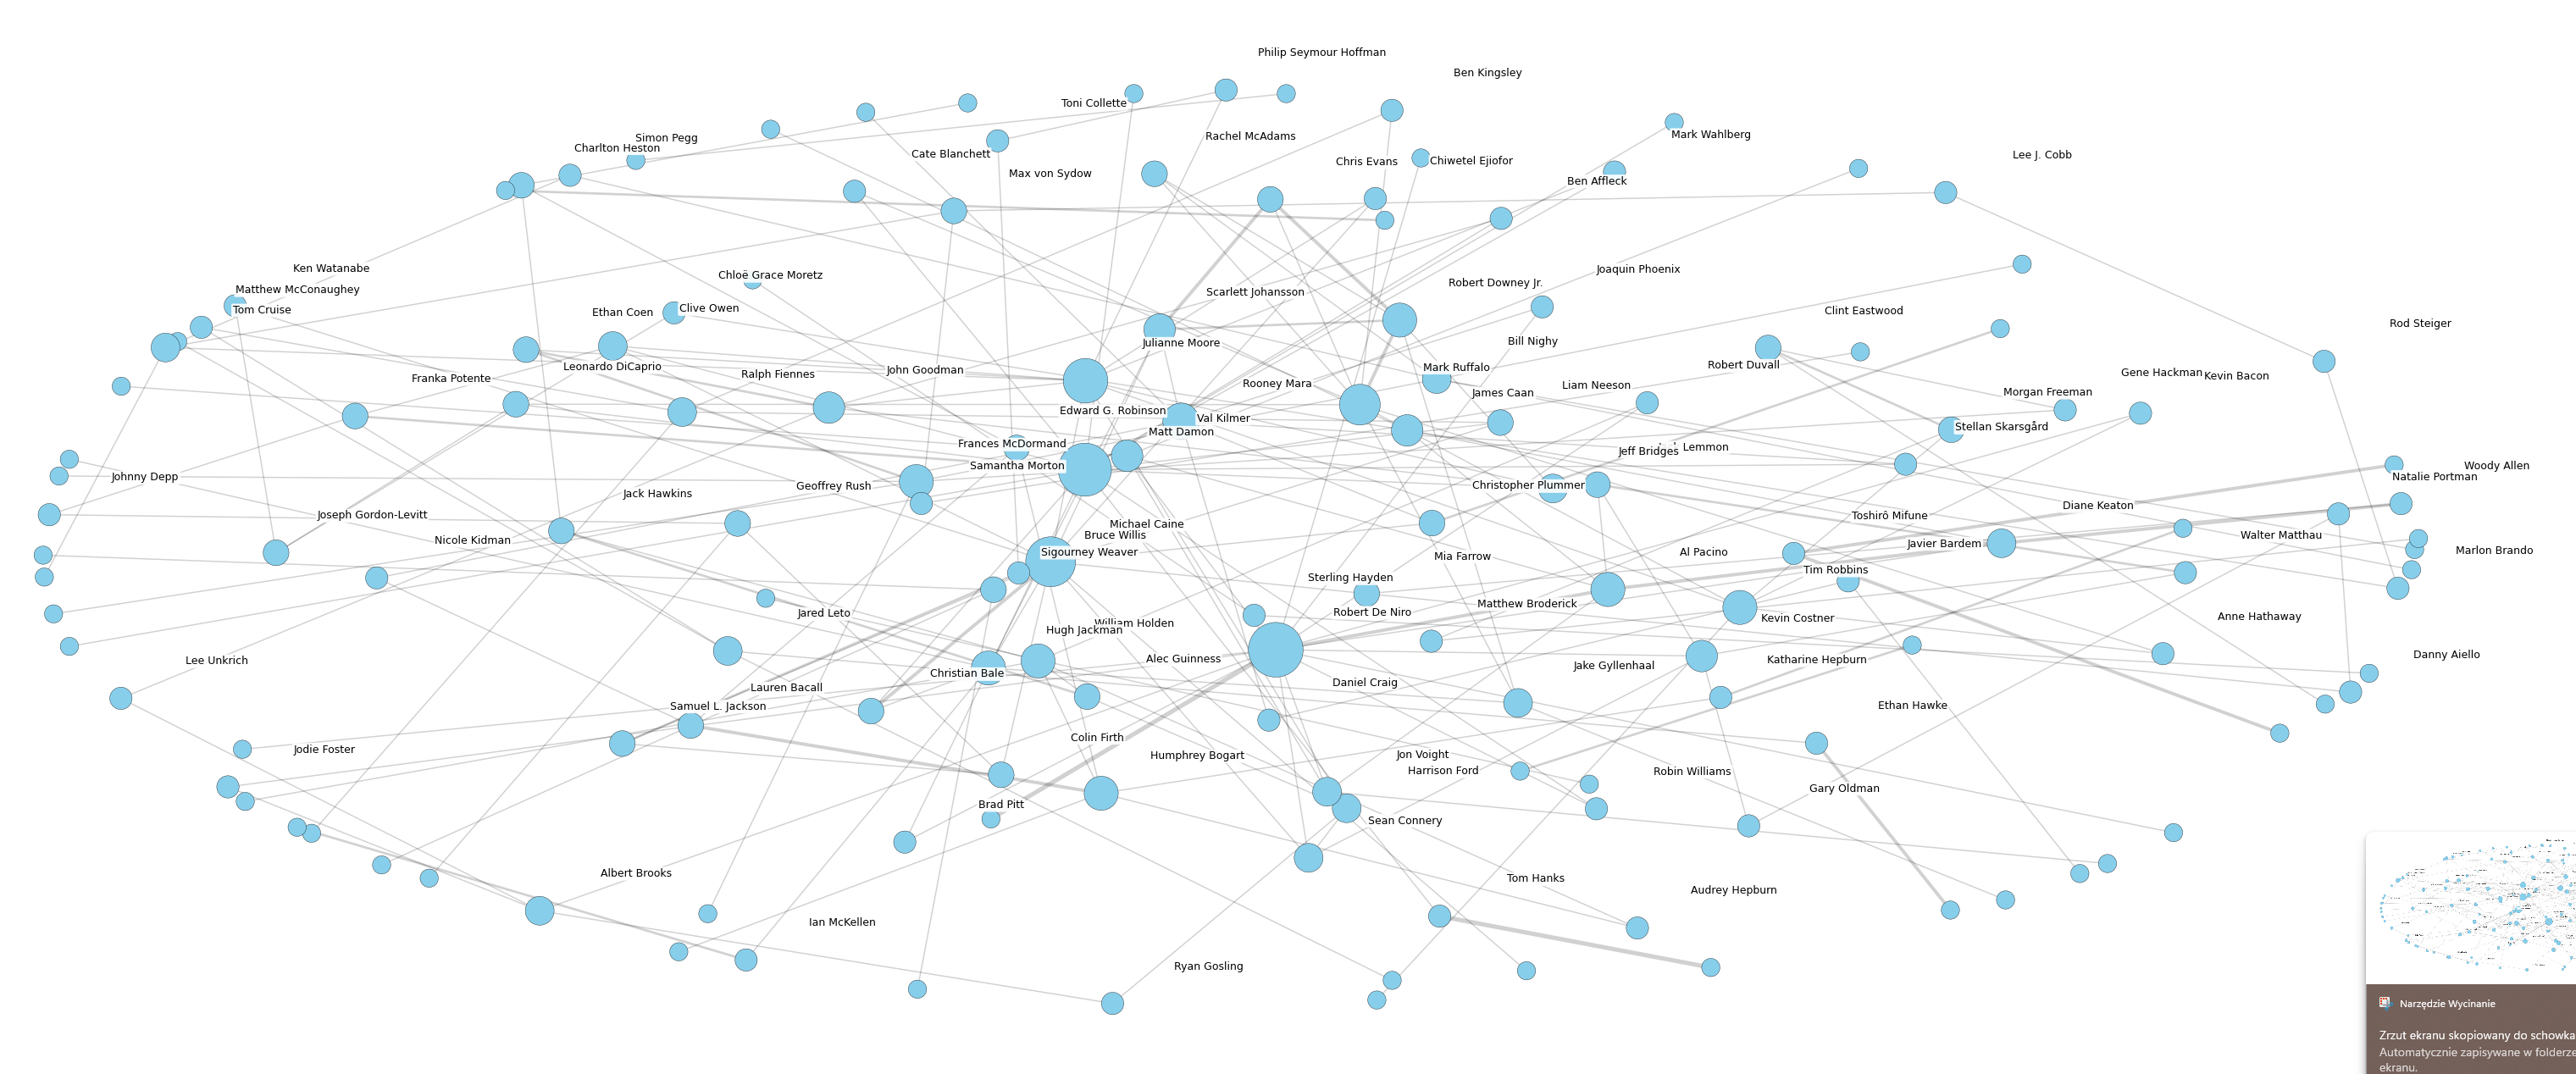 Philip Seymour Hoffman
Ben Kingsley
Toni Collette
Mark Wahlberg
Rachel McAdams
Simon Pegg
Charlton Heston
Cate Blanchett
Lee J. Cobb
Chris Evans
Chiwetel Ejiofor
Max von Sydow
Ben Affleck
Ken Watanabe
Joaquin Phoenix
Chloë Grace Moretz
Robert Downey Jr.
Matthew McConaughey
Scarlett Johansson
Clive Owen
Tom Cruise
Clint Eastwood
Ethan Coen
Rod Steiger
Bill Nighy
Julianne Moore
Robert Duvall
Leonardo DiCaprio
Mark Ruffalo
John Goodman
Gene Hackman
Ralph Fiennes
Kevin Bacon
Franka Potente
Rooney Mara
Liam Neeson
Morgan Freeman
James Caan
Edward G. Robinson
Val Kilmer
Stellan Skarsgård
Matt Damon
Frances McDormand
Lemmon
Jeff Bridges
Samantha Morton
Woody Allen
Johnny Depp
Natalie Portman
Christopher Plummer
Geoffrey Rush
Jack Hawkins
Diane Keaton
Joseph Gordon-Levitt
Toshirô Mifune
Michael Caine
Bruce Willis
Walter Matthau
Nicole Kidman
Javier Bardem
Marlon Brando
Sigourney Weaver
Al Pacino
Mia Farrow
Tim Robbins
Sterling Hayden
Matthew Broderick
Jared Leto
Robert De Niro
Anne Hathaway
Kevin Costner
William Holden
Hugh Jackman
Danny Aiello
Alec Guinness
Lee Unkrich
Katharine Hepburn
Jake Gyllenhaal
Christian Bale
Daniel Craig
Lauren Bacall
Samuel L. Jackson
Ethan Hawke
Colin Firth
Jodie Foster
Jon Voight
Humphrey Bogart
Harrison Ford
Robin Williams
Gary Oldman
Brad Pitt
Sean Connery
Albert Brooks
Tom Hanks
Audrey Hepburn
Ian McKellen
Ryan Gosling
Narzędzie Wycinanie
Zrzut ekranu skopiowany do schowka
Automatycznie zapisywane w folderze
ekranu.